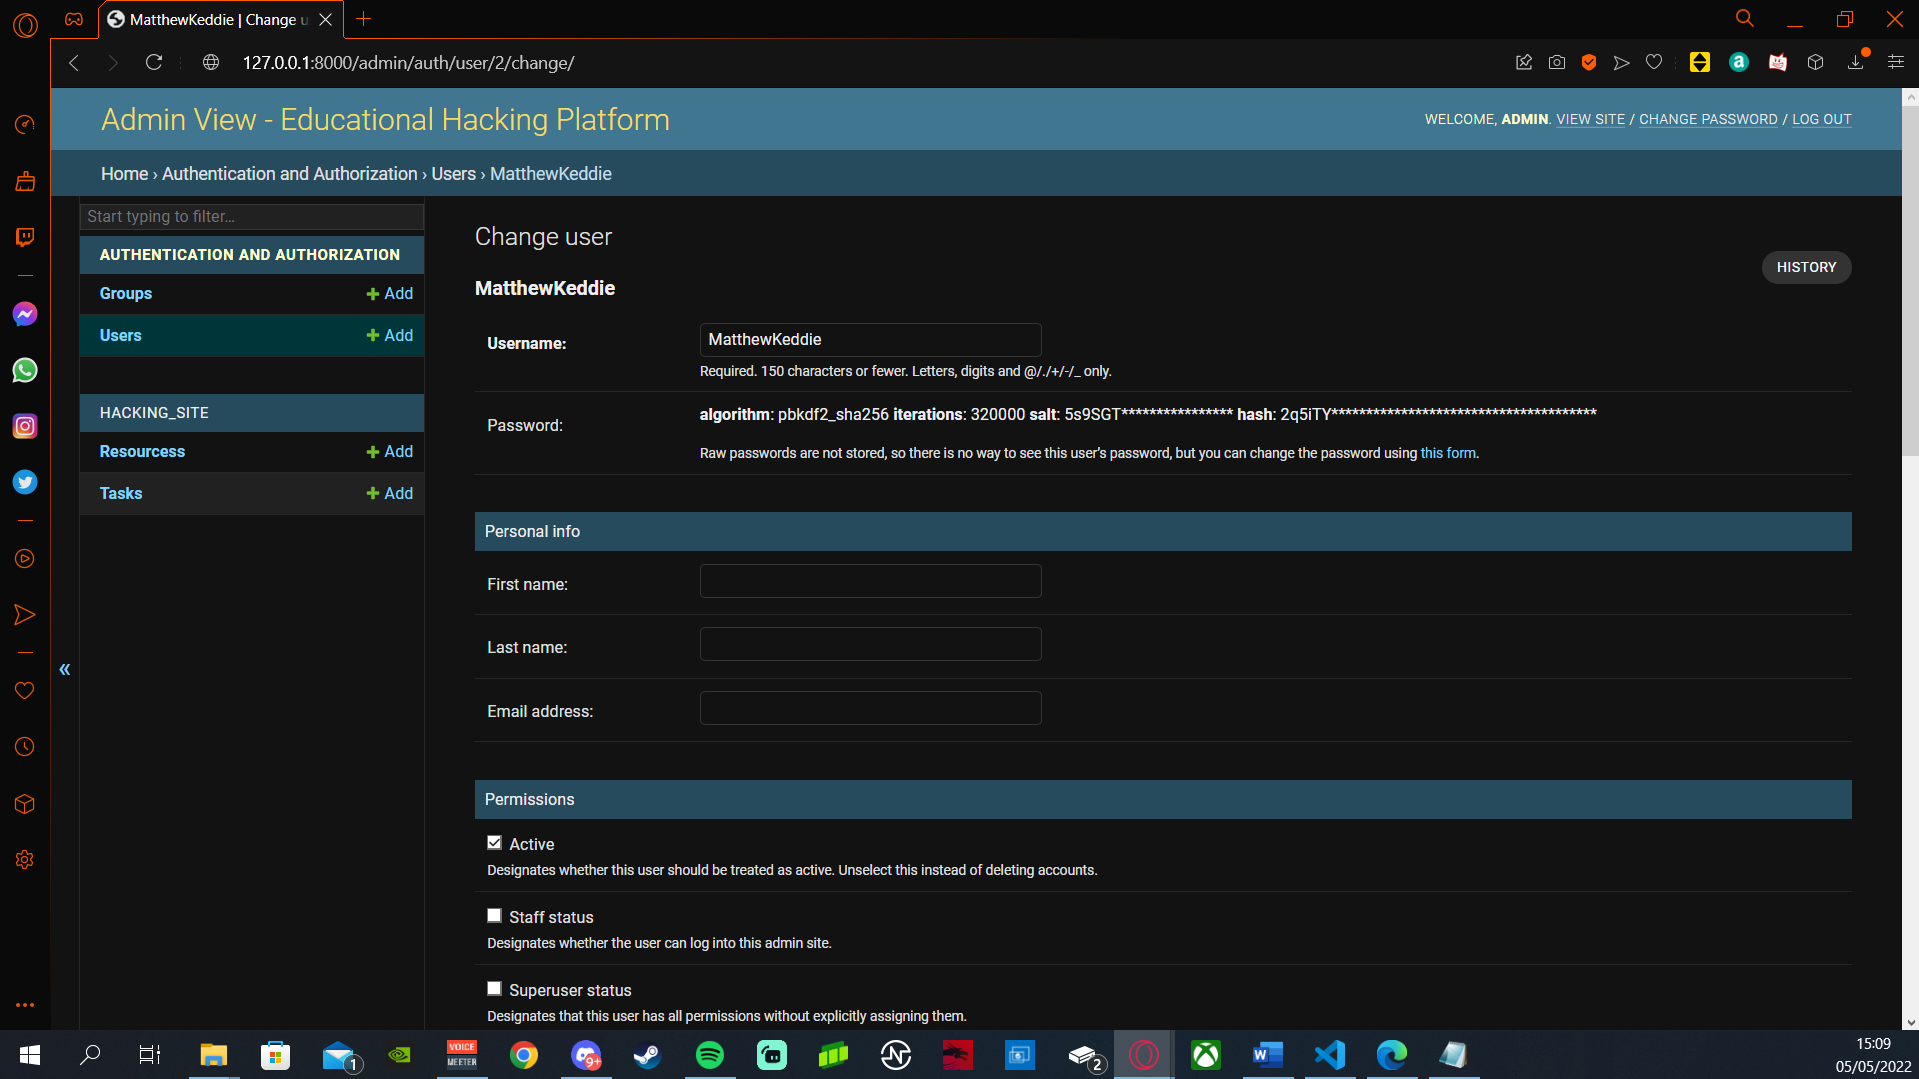 MatthewKeddie | Change u
127.0.0.1:8000/admin/auth/user/2/change/
Admin View - Educational Hacking Platform
WELCOME, ADMIN. VIEW SITE / CHANGE PASSWORD / LOG OUT
Home › Authentication and Authorization › Users › MatthewKeddie
Start typing to filter...
AUTHENTICATION AND AUTHORIZATION
Groups + Add
Users + Add
HACKING_SITE
Resourcess + Add
Tasks + Add
«
Change user
HISTORY
MatthewKeddie
Username: MatthewKeddie
Required. 150 characters or fewer. Letters, digits and @/./+/-/_ only.
Password: algorithm: pbkdf2_sha256 iterations: 320000 salt: 5s9SGT**************** hash: 2q5iTY**************************************
Raw passwords are not stored, so there is no way to see this user's password, but you can change the password using this form.
Personal info
First name:
Last name:
Email address:
Permissions
Active
Designates whether this user should be treated as active. Unselect this instead of deleting accounts.
Staff status
Designates whether the user can log into this admin site.
Superuser status
Designates that this user has all permissions without explicitly assigning them.
1
VOICE
MEETER
9+
2
15:09
05/05/2022